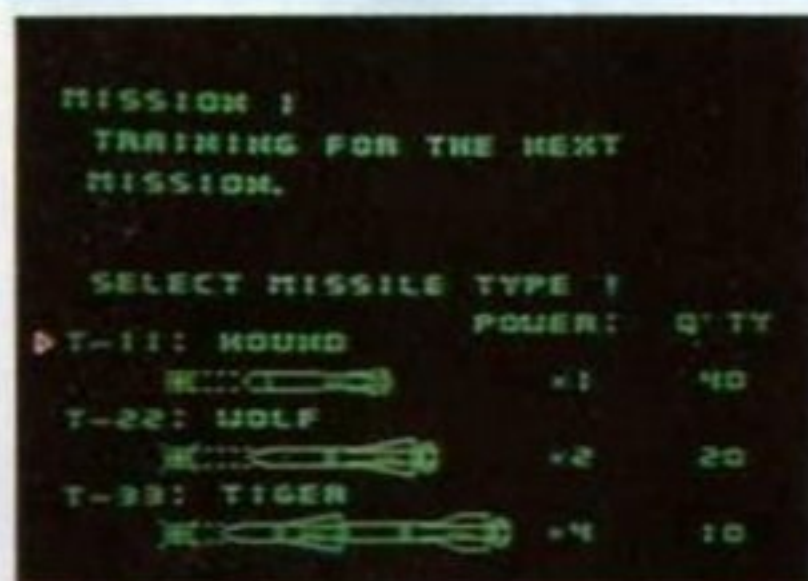 MISSION :
TRAINING FOR THE NEXT
MISSION.
SELECT MISSILE TYPE !
POWER: Q'TY
T-11: HOUND
×1 40
T-22: WOLF
×2 20
T-33: TIGER
×4 10